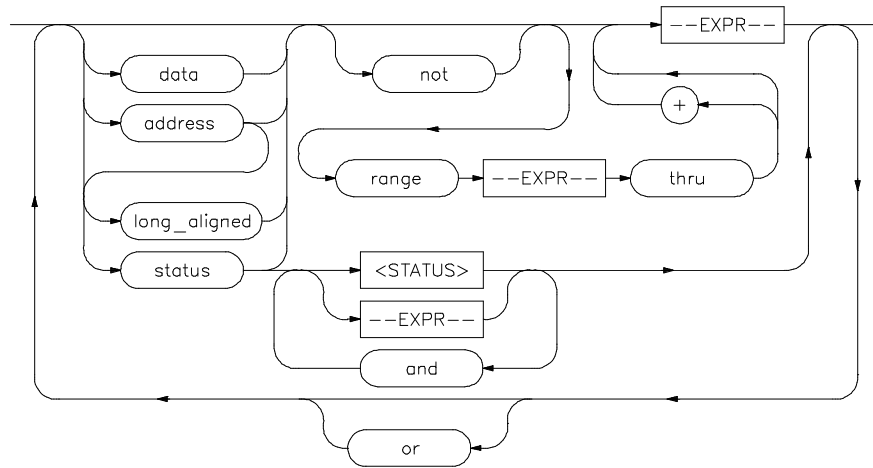 --EXPR--
data
not
+
address
range
--EXPR--
thru
long_aligned
status
<STATUS>
--EXPR--
and
or